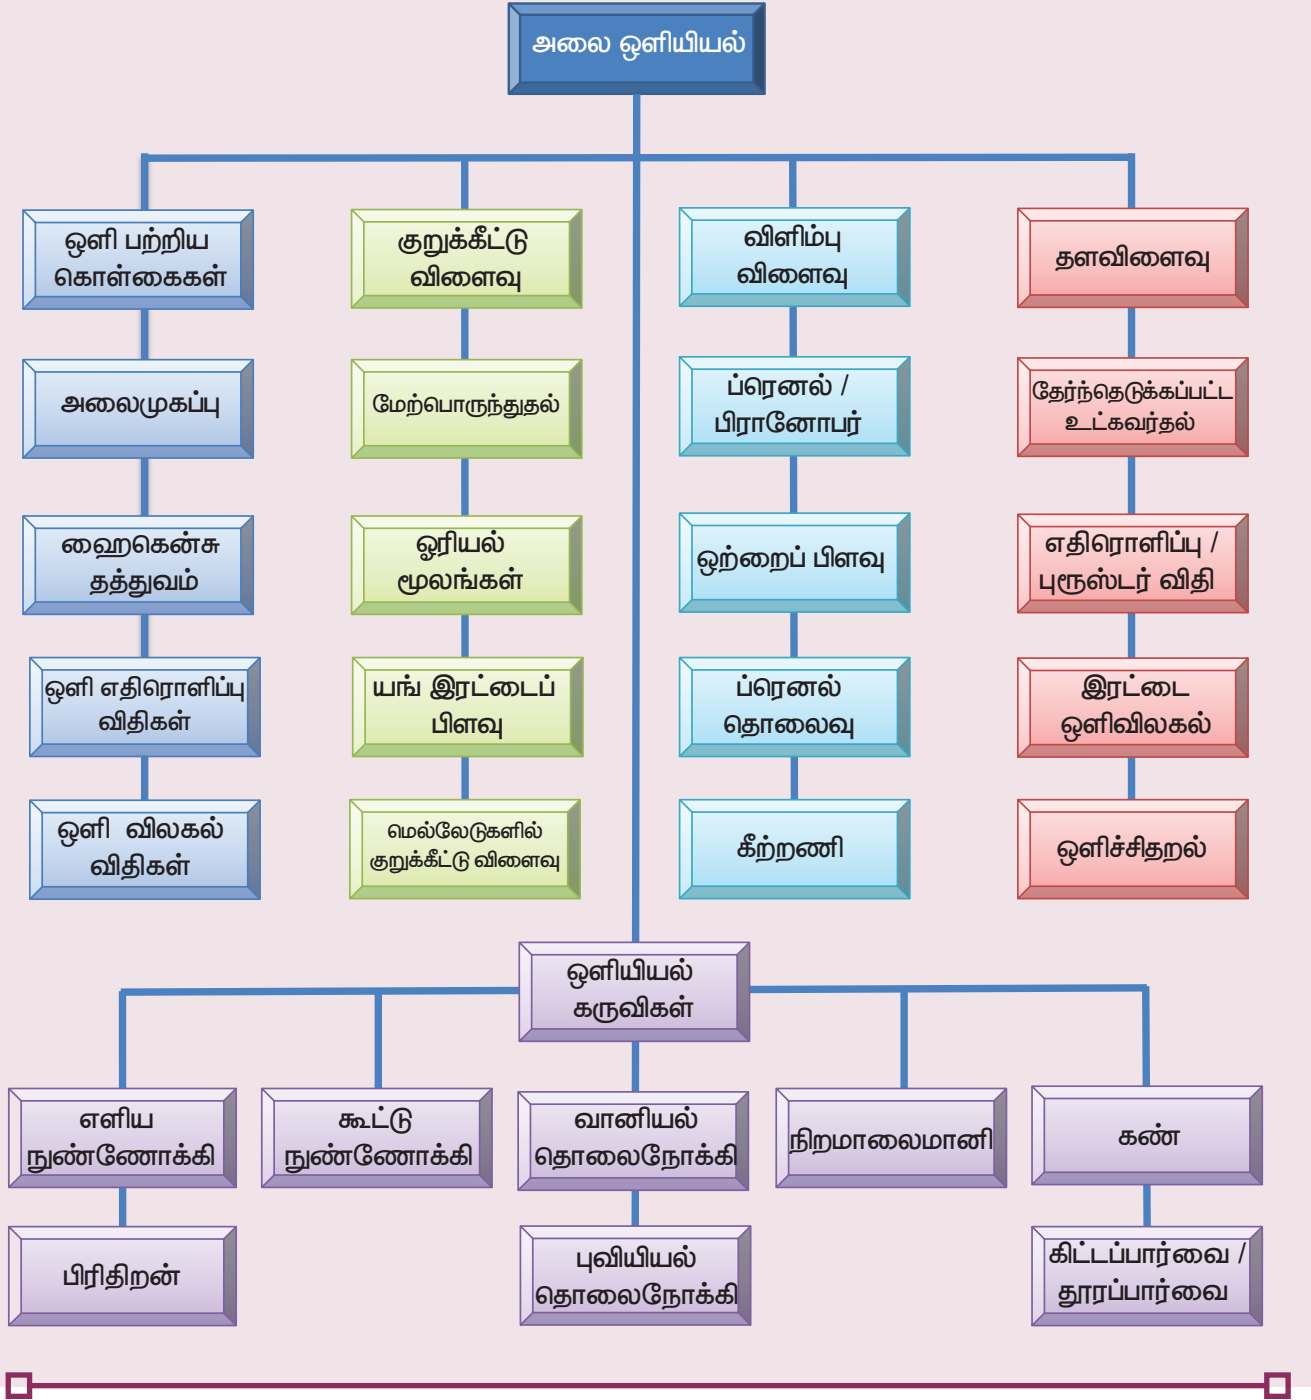 அலை ஒளியியல்
ஒளி பற்றிய
கொள்கைகள்
அலைமுகப்பு
ஹைகென்சு
தத்துவம்
ஒளி எதிரொளிப்பு
விதிகள்
ஒளி விலகல்
விதிகள்
குறுக்கீட்டு
விளைவு
மேற்பொருந்துதல்
ஓரியல்
மூலங்கள்
யங் இரட்டைப்
பிளவு
மெல்லேடுகளில்
குறுக்கீட்டு விளைவு
விளிம்பு
விளைவு
ப்ரெனல் /
பிரானோபர்
ஒற்றைப் பிளவு
ப்ரெனல்
தொலைவு
கீற்றணி
தளவிளைவு
தேர்ந்தெடுக்கப்பட்ட
உட்கவர்தல்
எதிரொளிப்பு /
புரூஸ்டர் விதி
இரட்டை
ஒளிவிலகல்
ஒளிச்சிதறல்
ஒளியியல்
கருவிகள்
எளிய
நுண்ணோக்கி
பிரிதிறன்
கூட்டு
நுண்ணோக்கி
வானியல்
தொலைநோக்கி
புவியியல்
தொலைநோக்கி
நிறமாலைமானி
கண்
கிட்டப்பார்வை /
தூரப்பார்வை